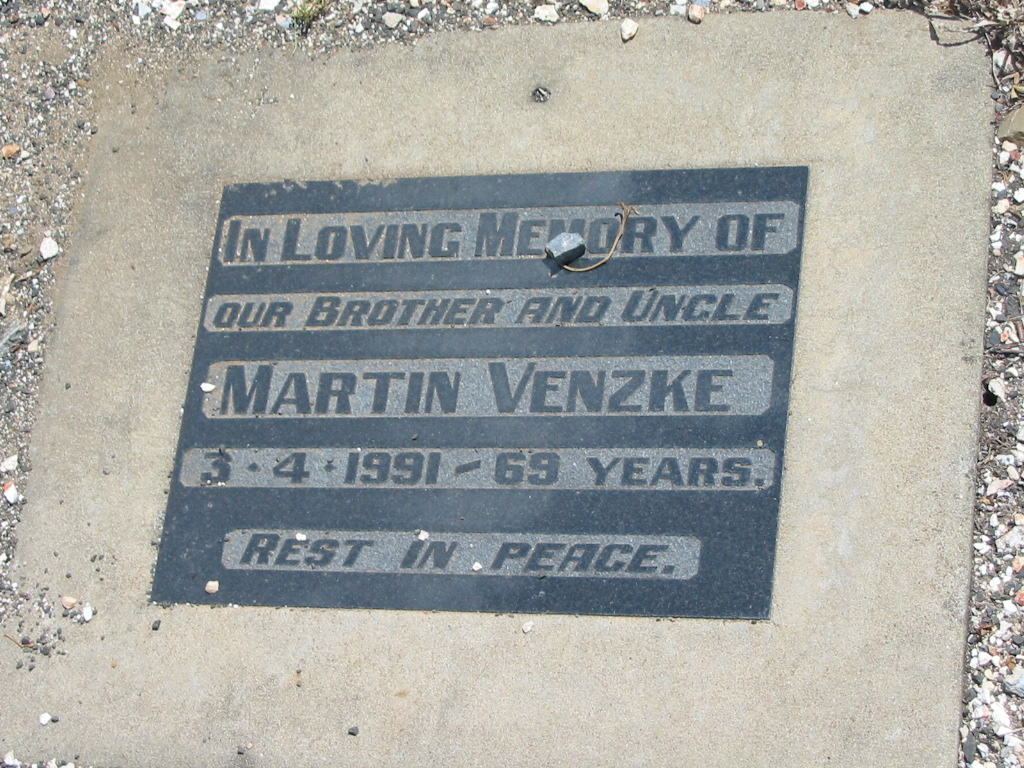 IN LOVING MEMORY OF
OUR BROTHER AND UNCLE
MARTIN VENZKE
3·4·1991 – 69 YEARS.
REST IN PEACE.